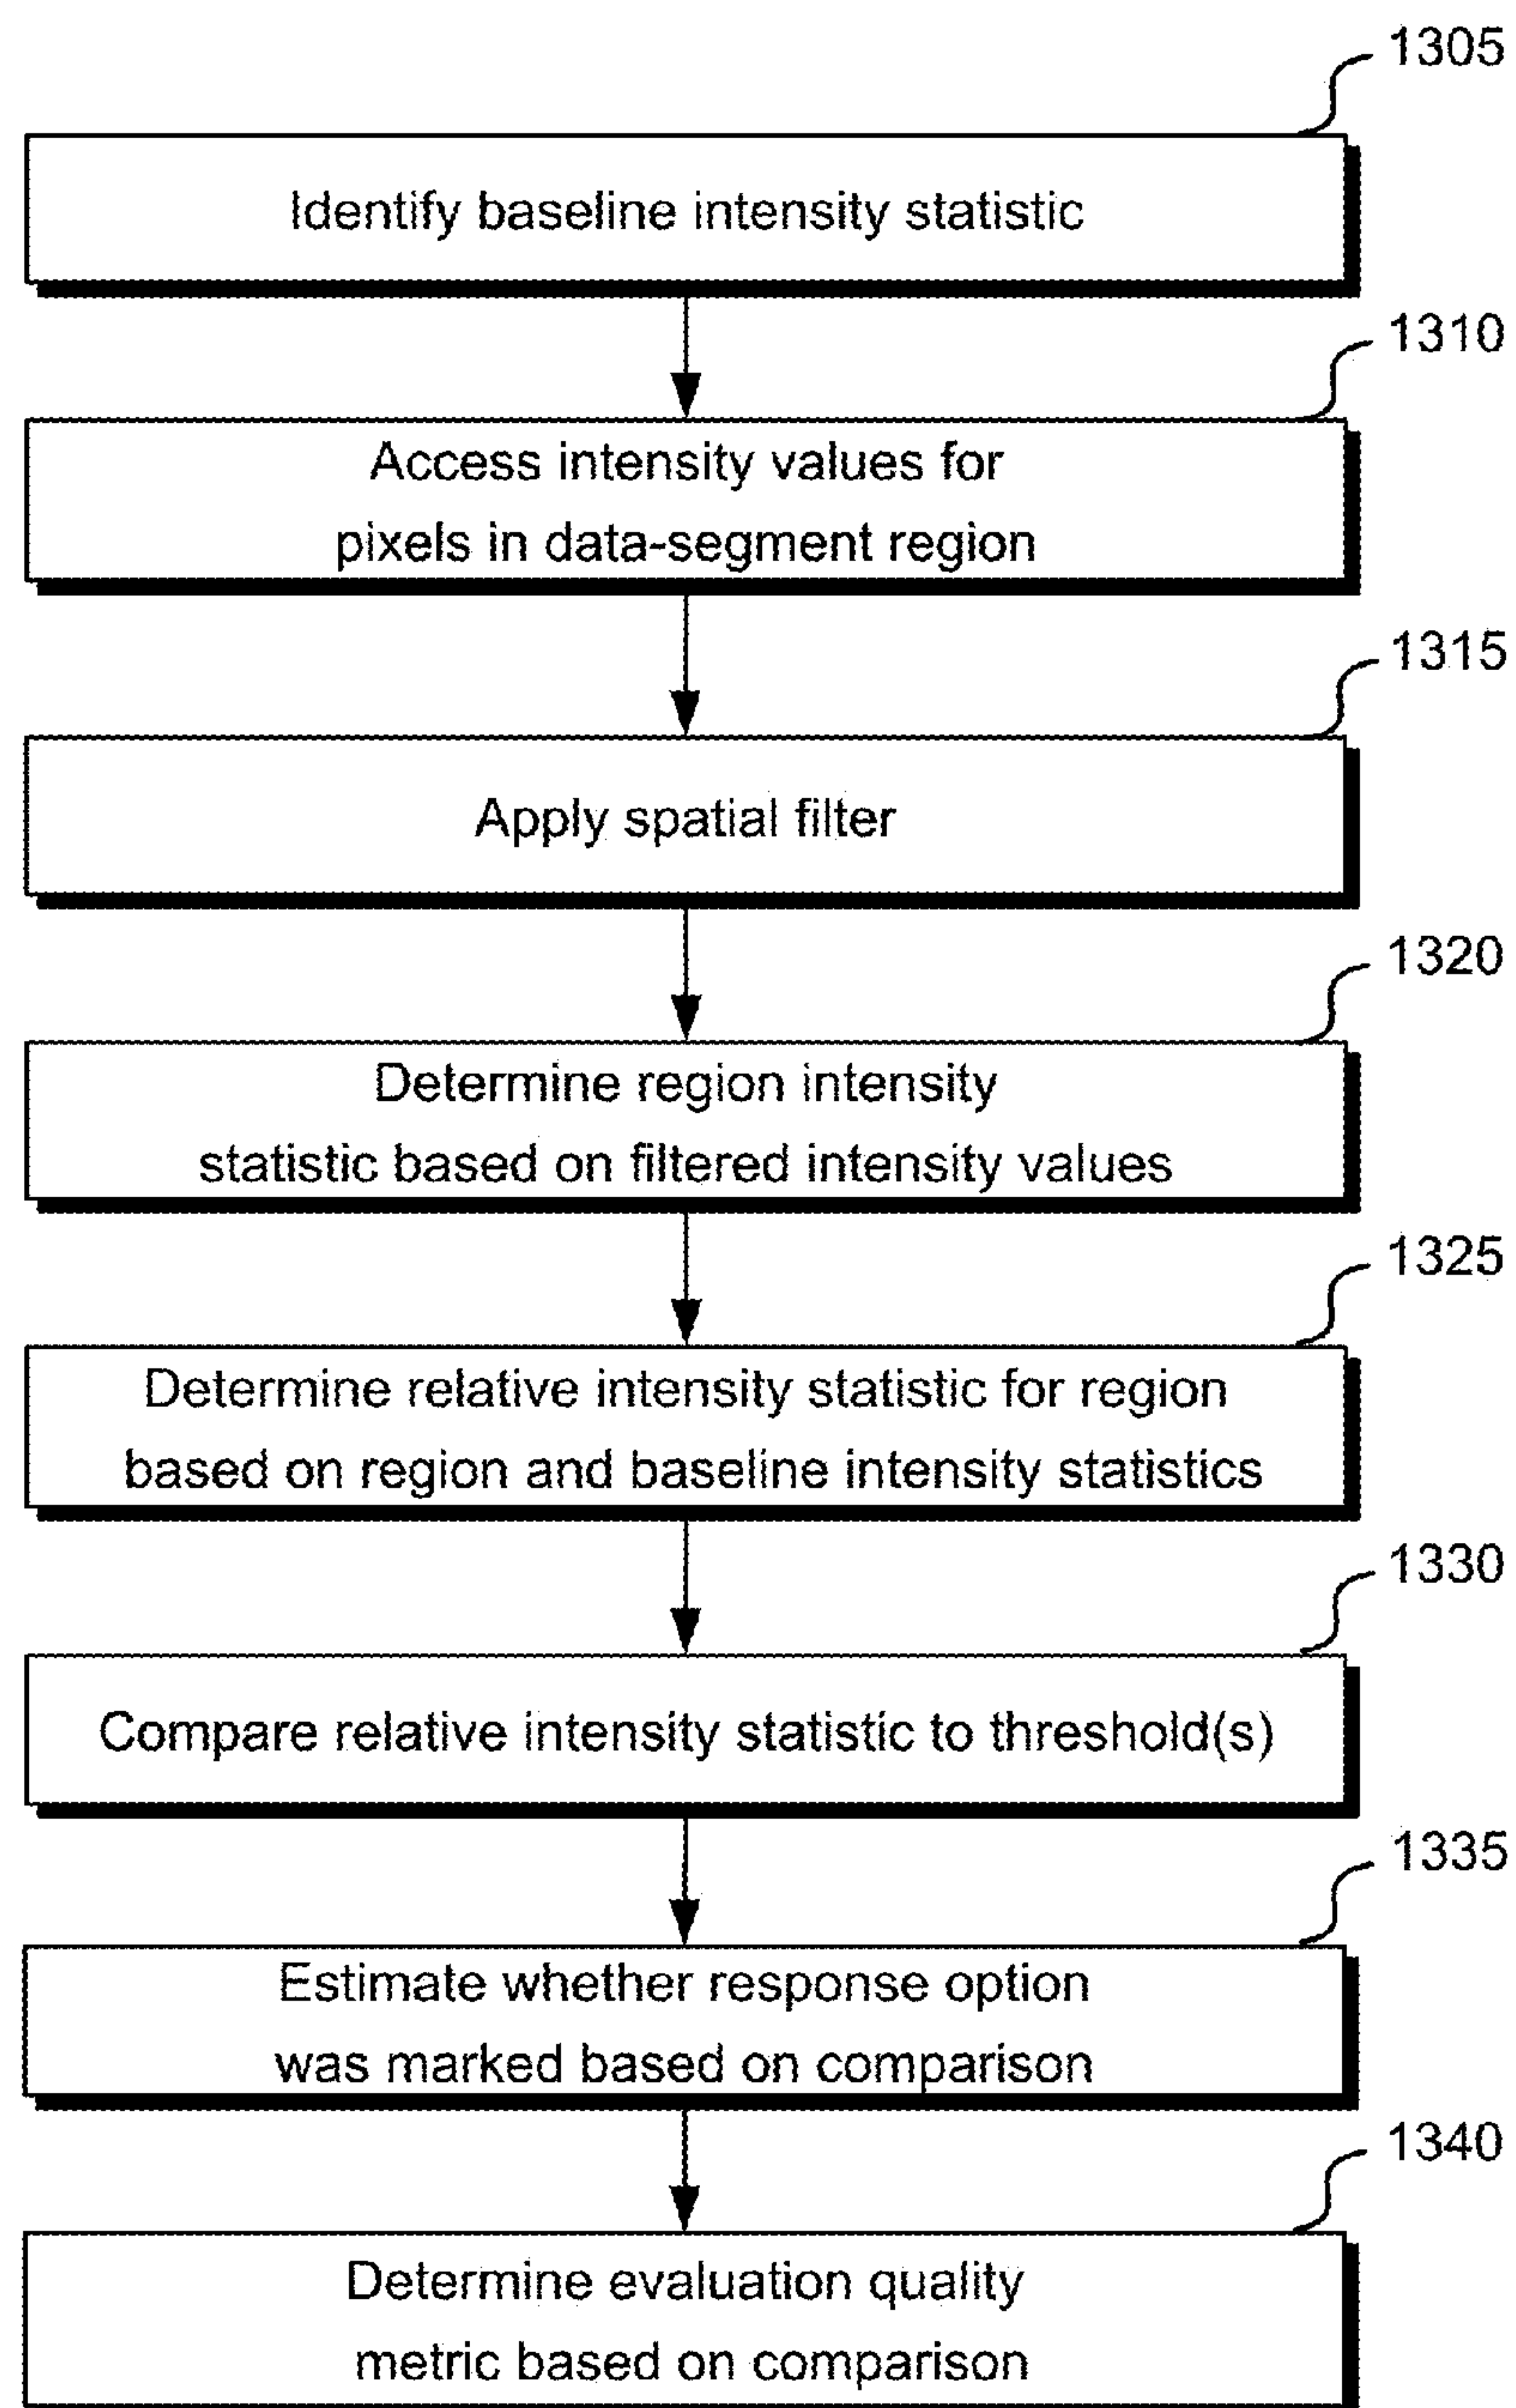 1305
Identify baseline intensity statistic
1310
Access intensity values for
pixels in data-segment region
1315
Apply spatial filter
1320
Determine region intensity
statistic based on filtered intensity values
1325
Determine relative intensity statistic for region
based on region and baseline intensity statistics
1330
Compare relative intensity statistic to threshold(s)
1335
Estimate whether response option
was marked based on comparison
1340
Determine evaluation quality
metric based on comparison